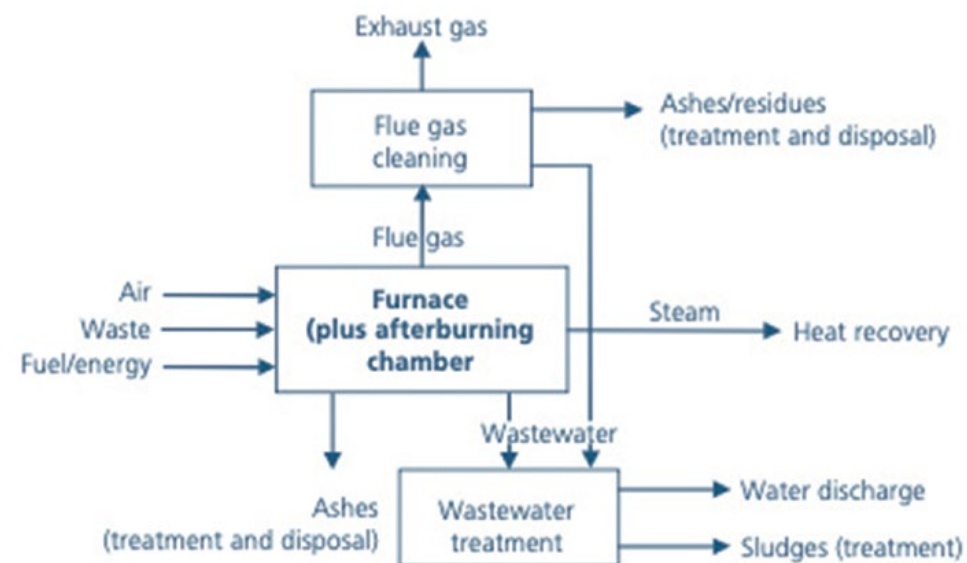 Exhaust gas
Flue gas
cleaning
Ashes/residues
(treatment and disposal)
Flue gas
Air
Waste
Fuel/energy
Furnace
(plus afterburning
chamber
Steam
Heat recovery
Wastewater
Ashes
(treatment and disposal)
Wastewater
treatment
Water discharge
Sludges (treatment)